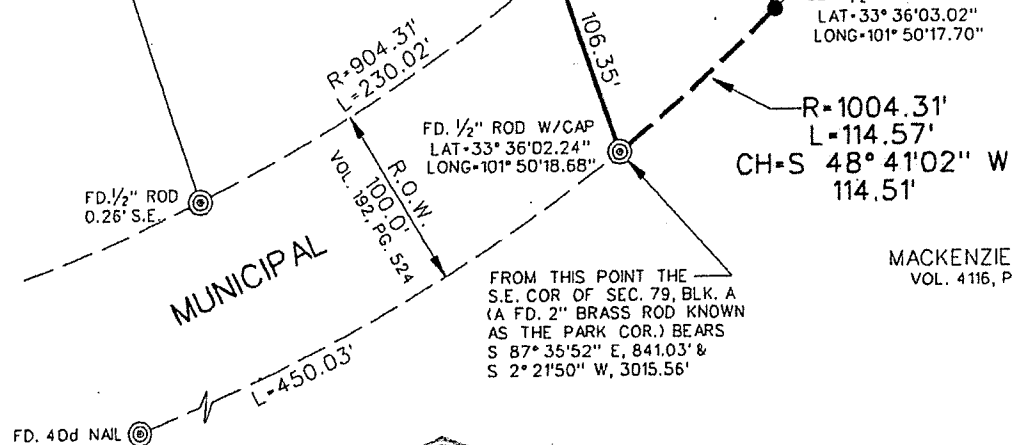 LAT=33° 36'03.02"
LONG=101° 50'17.70"
106.35'
R=904.31'
L=230.02'
R=1004.31'
L=114.57'
CH=S 48° 41'02" W
114.51'
FD. 1/2" ROD W/CAP
LAT=33° 36'02.24"
LONG=101° 50'18.68"
R.O.W.
100.0'
VOL. 192, PG. 524
FD. 1/2" ROD
0.26' S.E.
MUNICIPAL
MACKENZIE
VOL. 4116, P
FROM THIS POINT THE
S.E. COR OF SEC. 79, BLK. A
(A FD. 2" BRASS ROD KNOWN
AS THE PARK COR.) BEARS
S 87° 35'52" E, 841.03' &
S 2° 21'50" W, 3015.56'
L=450.03'
FD. 40d NAIL